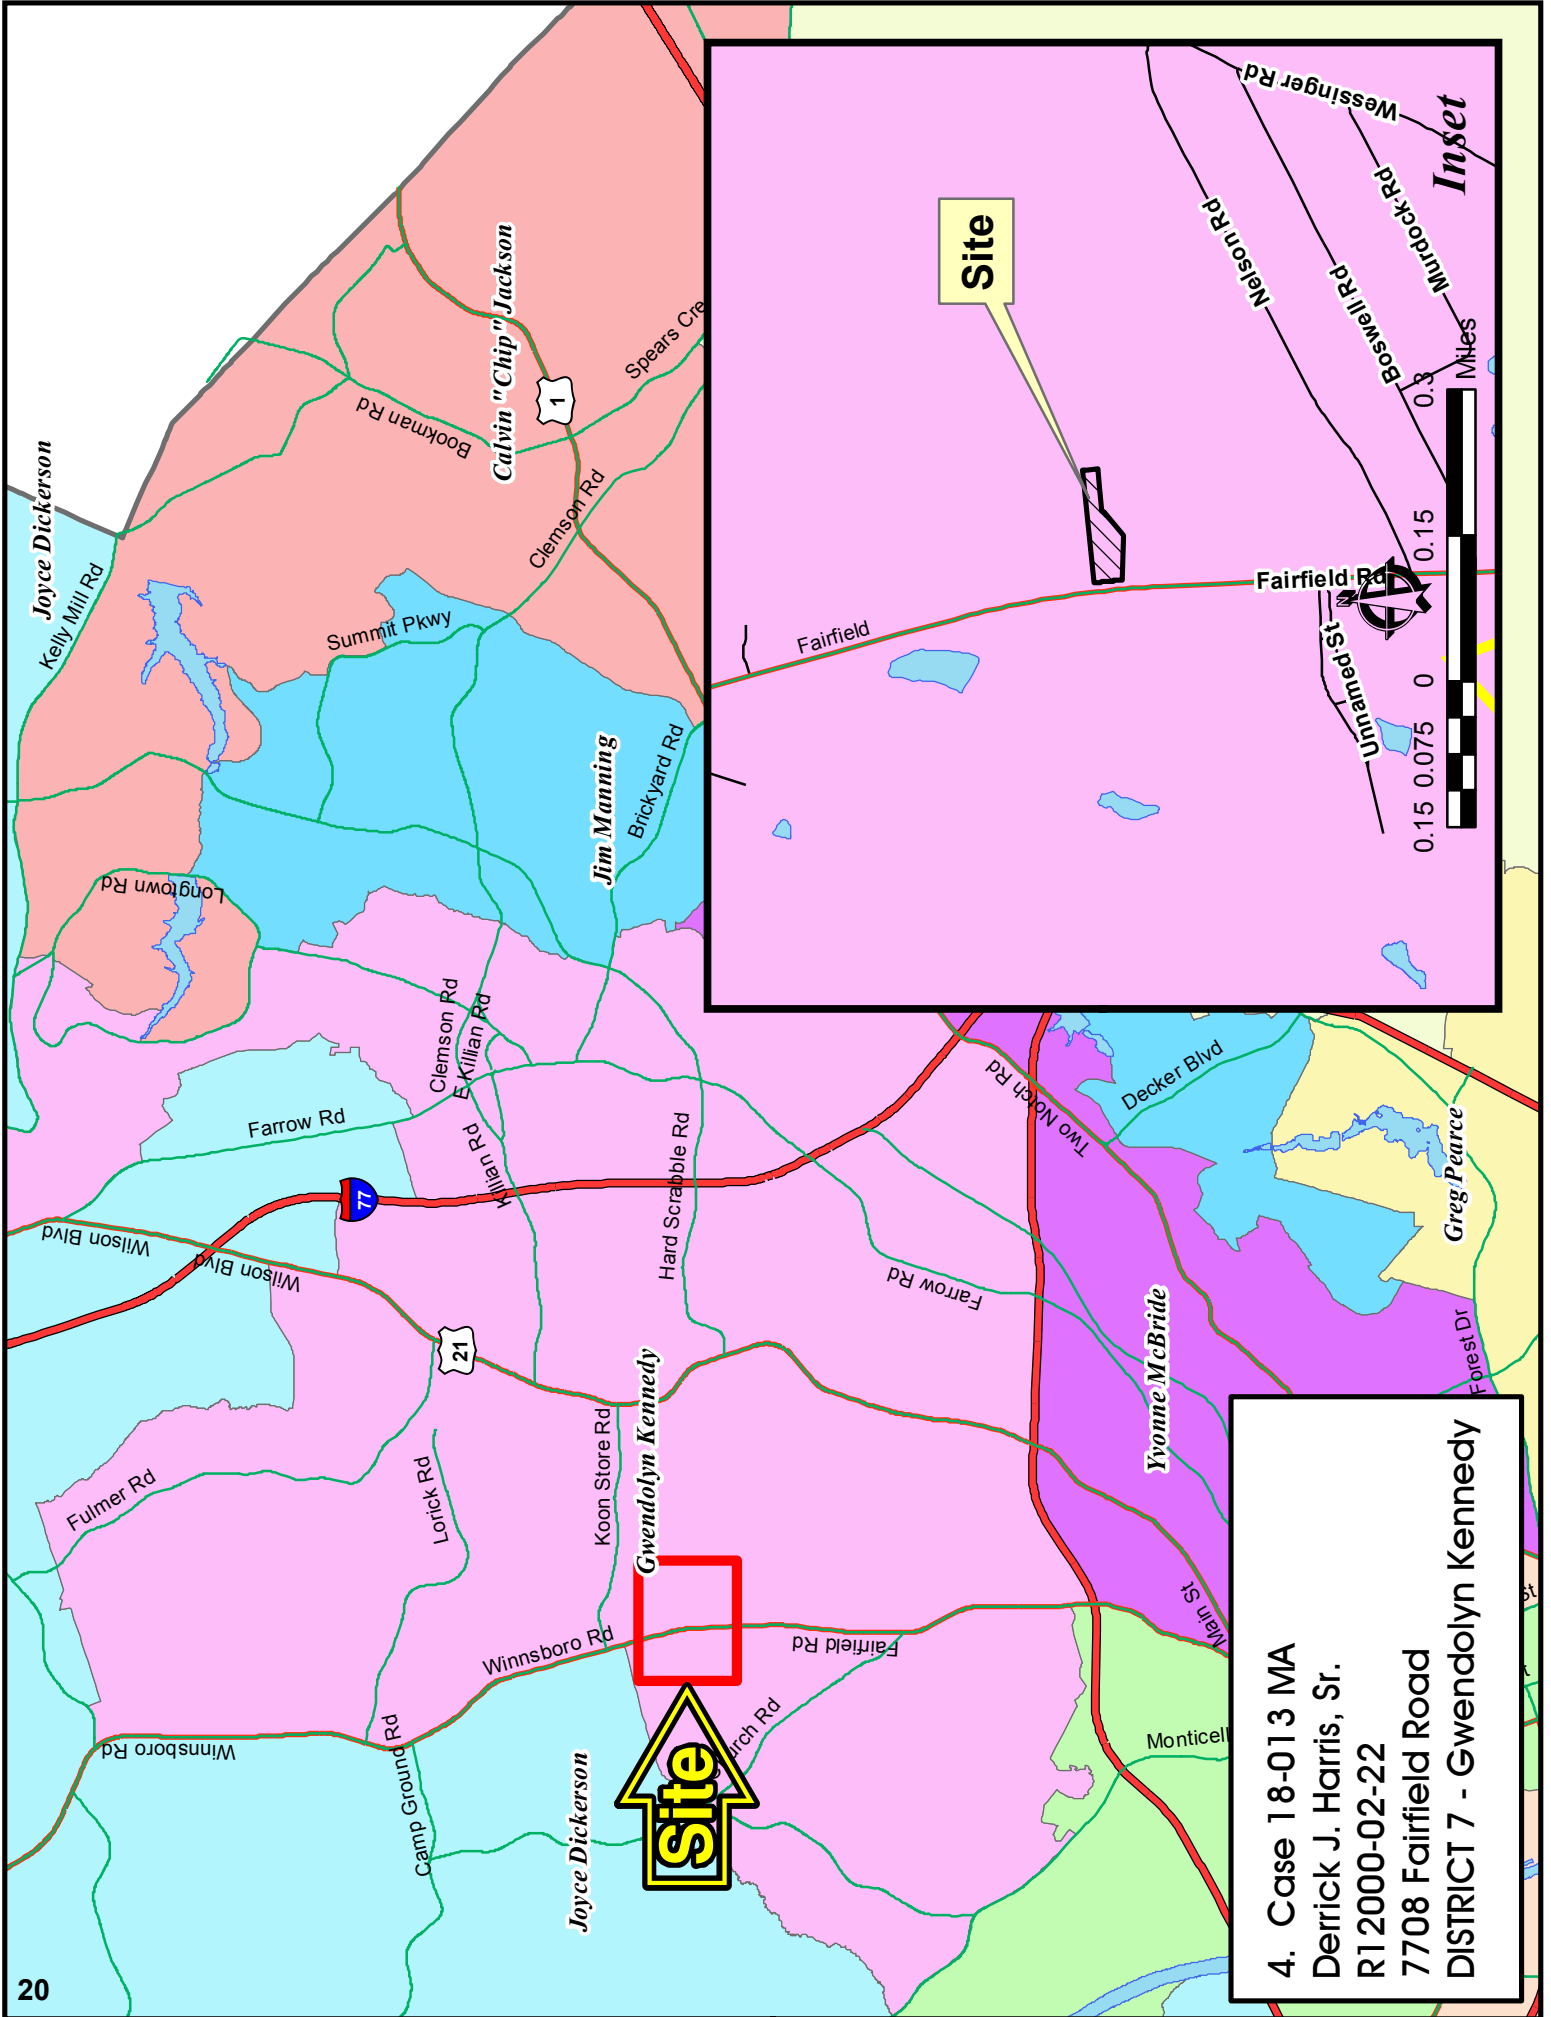 20
Joyce Dickerson
Kelly Mill Rd
Bookman Rd
Calvin "Chip" Jackson
1
Spears Cre
Clemson Rd
Summit Pkwy
Longtown Rd
Jim Manning
Brickyard Rd
Clemson Rd
E Killian Rd
Killian Rd
Farrow Rd
77
Wilson Blvd
Wilson Blvd
21
Hard Scrabble Rd
Farrow Rd
Two Notch Rd
Decker Blvd
Greg Pearce
Yvonne McBride
Forest Dr
Fulmer Rd
Lorick Rd
Koon Store Rd
Gwendolyn Kennedy
Winnsboro Rd
Fairfield Rd
Winnsboro Rd
Camp Ground Rd
Joyce Dickerson
Site
urch Rd
Monticell
Main St
St
t
Site
Fairfield
Fairfield Rd
Unnamed St
Nelson Rd
Boswell Rd
Murdock Rd
Wessinger Rd
Inset
N
0.15 0.075 0 0.15 0.3
Miles
4. Case 18-013 MA
Derrick J. Harris, Sr.
R12000-02-22
7708 Fairfield Road
DISTRICT 7 - Gwendolyn Kennedy